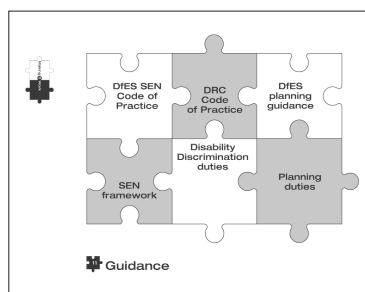 DfES SEN
Code of
Practice
DRC
Code
of Practice
DfES
planning
guidance
SEN
framework
Disability
Discrimination
duties
Planning
duties
Guidance